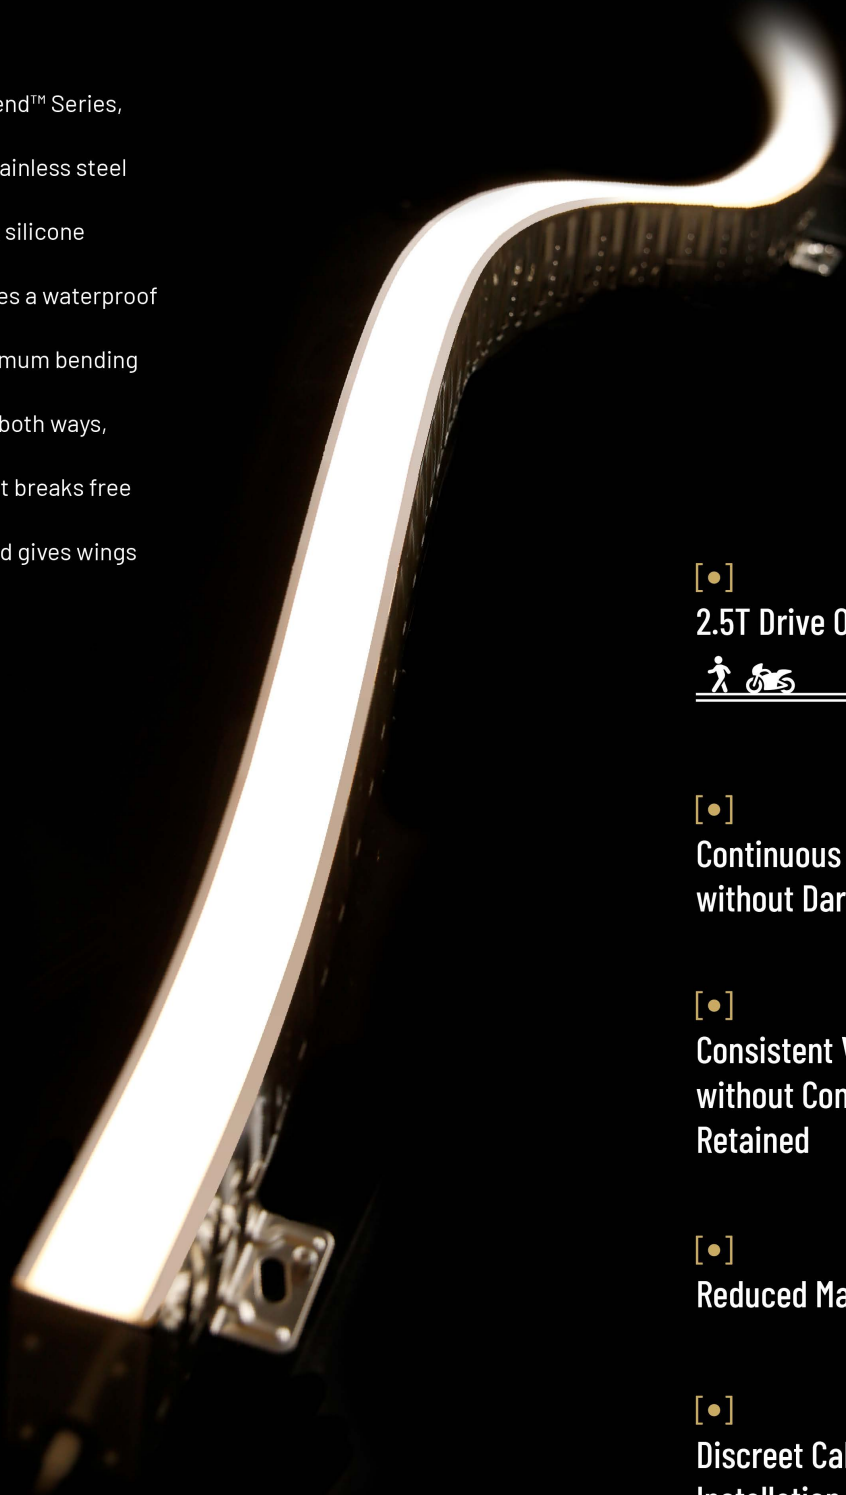 end™ Series,
ainless steel
silicone
es a waterproof
mum bending
both ways,
t breaks free
d gives wings
[•]
2.5T Drive O
[•]
Continuous
without Dar
[•]
Consistent
without Con
Retained
[•]
Reduced Ma
[•]
Discreet Cal